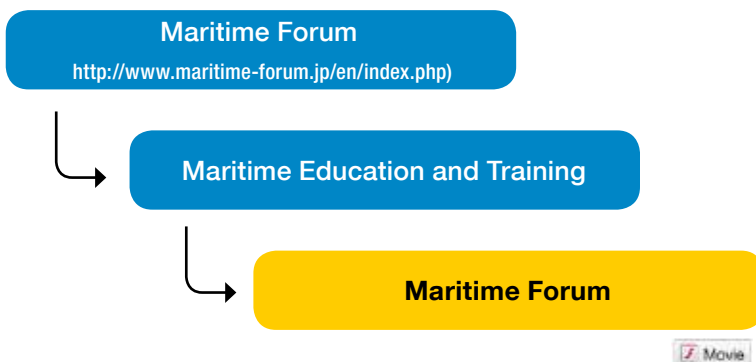 Maritime Forum
http://www.maritime-forum.jp/en/index.php)
Maritime Education and Training
Maritime Forum
Movie